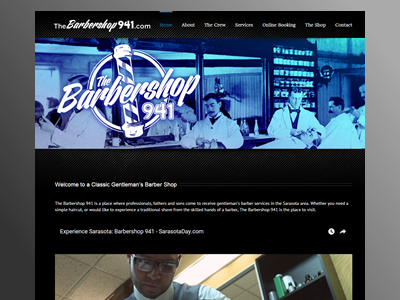 TheBarbershop941.com
Home About The Crew Services Online Booking The Shop Contact
The
Barbershop
941
Welcome to a Classic Gentleman's Barber Shop
The Barbershop 941 is a place where professionals, fathers and sons come to receive gentleman's barber services in the Sarasota area. Whether you need a
simple haircut, or would like to experience a traditional shave from the skilled hands of a barber, The Barbershop 941 is the place to visit.
Experience Sarasota: Barbershop 941 - SarasotaDay.com